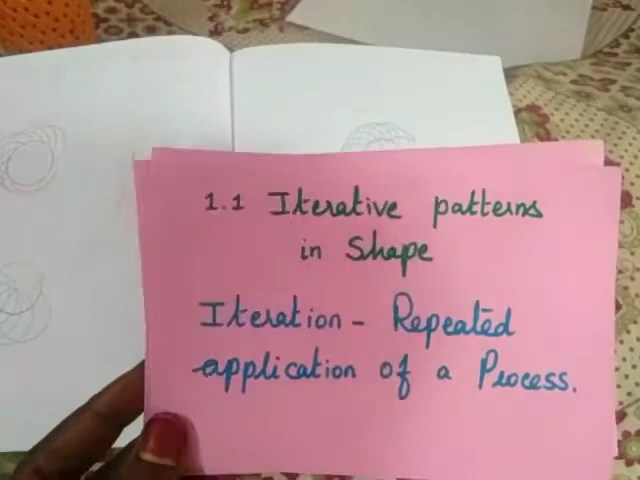 1.1 Iterative patterns
in Shape
Iteration - Repeated
application of a Process.